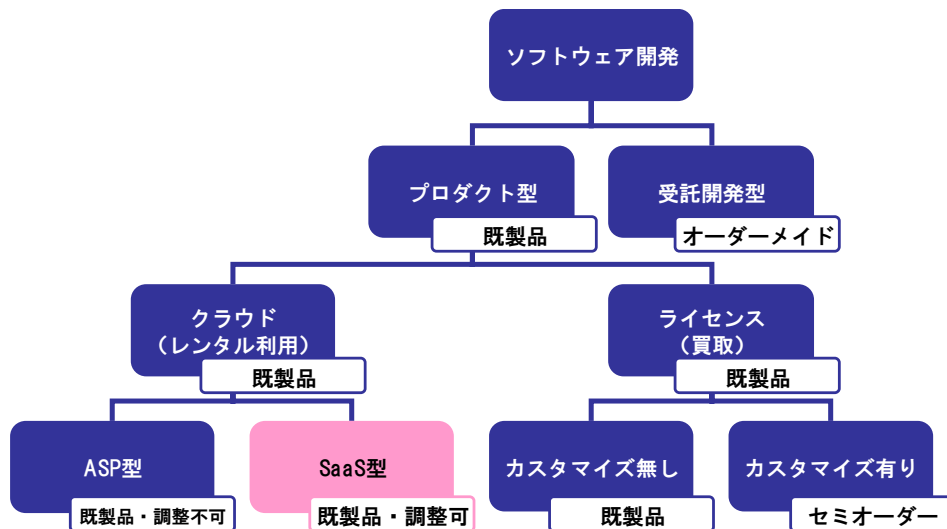 ソフトウェア開発
プロダクト型
既製品
受託開発型
オーダーメイド
クラウド
（レンタル利用）
既製品
ライセンス
（買取）
既製品
ASP型
既製品・調整不可
SaaS型
既製品・調整可
カスタマイズ無し
既製品
カスタマイズ有り
セミオーダー